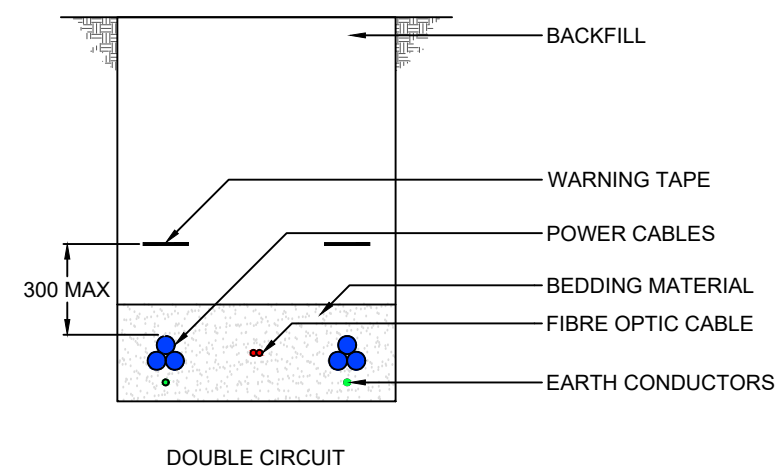 BACKFILL
WARNING TAPE
POWER CABLES
300 MAX
BEDDING MATERIAL
FIBRE OPTIC CABLE
EARTH CONDUCTORS
DOUBLE CIRCUIT